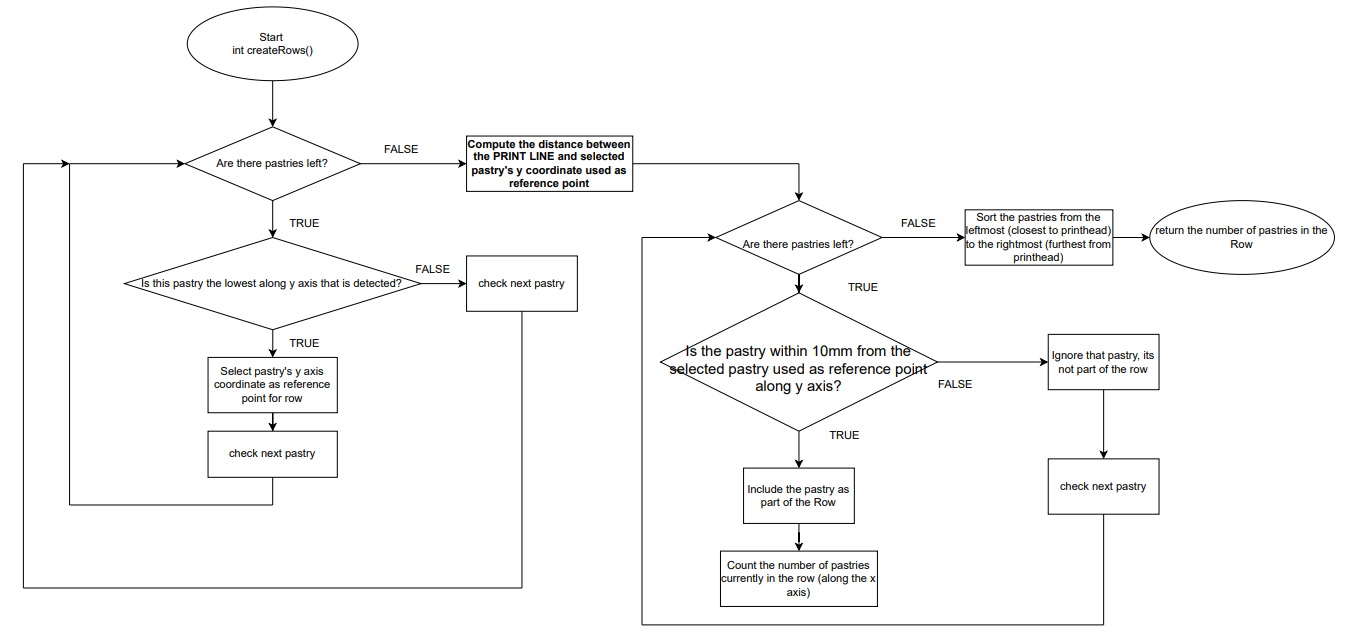 Start
int createRows()
Are there pastries left?
FALSE
Compute the distance between
the PRINT LINE and selected
pastry's y coordinate used as
reference point
TRUE
Is this pastry the lowest along y axis that is detected?
FALSE
check next pastry
TRUE
Select pastry's y axis
coordinate as reference
point for row
check next pastry
Are there pastries left?
FALSE
Sort the pastries from the
leftmost (closest to printhead)
to the rightmost (furthest from
printhead)
return the number of pastries in the
Row
TRUE
Is the pastry within 10mm from the
selected pastry used as reference point
along y axis?
FALSE
Ignore that pastry, its
not part of the row
check next pastry
TRUE
Include the pastry as
part of the Row
Count the number of pastries
currently in the row (along the x
axis)